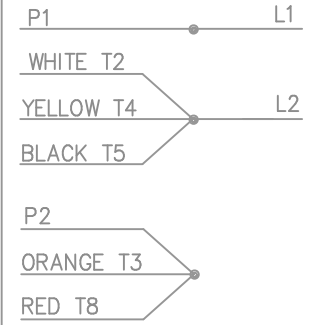 P1 L1
WHITE T2
YELLOW T4 L2
BLACK T5
P2
ORANGE T3
RED T8